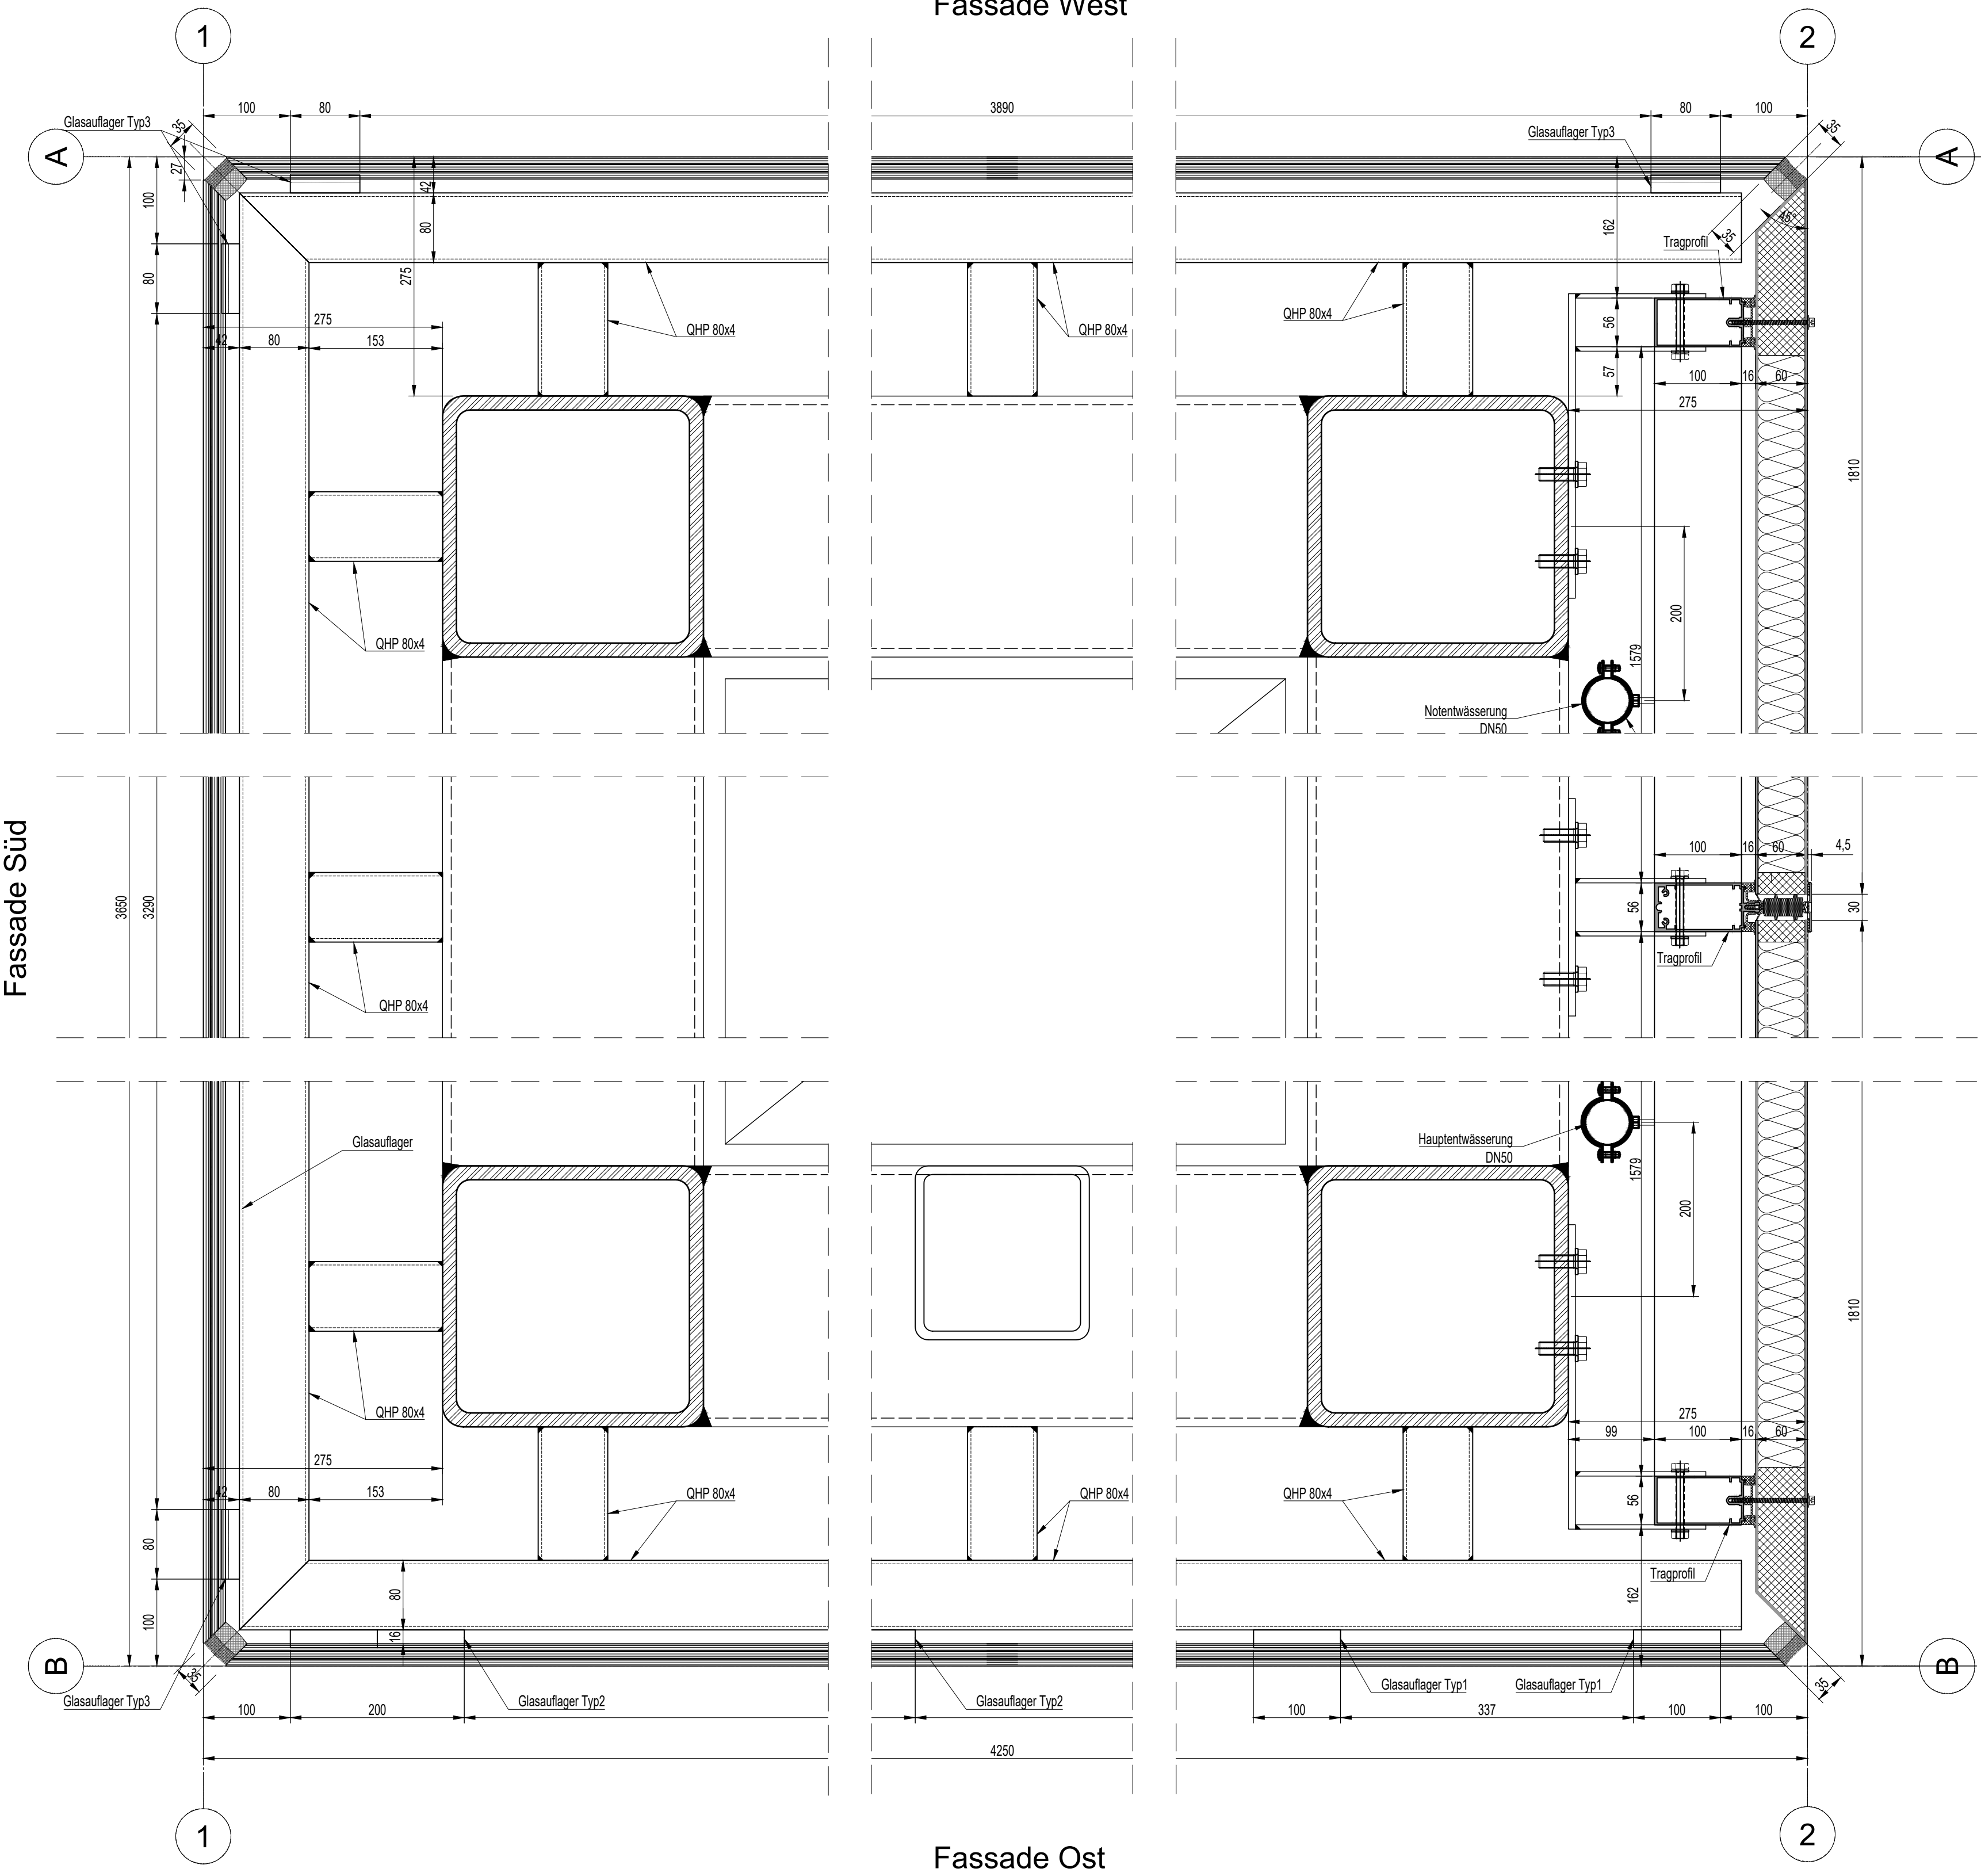 Fassade West
1
2
100
80
3890
80
100
Glasauflager Typ3
35
Glasauflager Typ3
35
A
A
27
42
100
162
45°
80
35
Tragprofil
80
275
275
56
QHP 80x4
QHP 80x4
QHP 80x4
42
80
153
57
100
16
60
275
1810
200
QHP 80x4
1579
Notentwässerung
DN50
Fassade Süd
3650
3290
100
16
60
4,5
56
30
Tragprofil
QHP 80x4
Glasauflager
Hauptentwässerung
DN50
1579
200
1810
QHP 80x4
275
275
99
100
16
60
42
80
153
QHP 80x4
QHP 80x4
QHP 80x4
56
80
80
Tragprofil
162
100
16
B
B
35
35
Glasauflager Typ3
Glasauflager Typ2
Glasauflager Typ2
Glasauflager Typ1
Glasauflager Typ1
100
200
100
337
100
100
4250
1
2
Fassade Ost